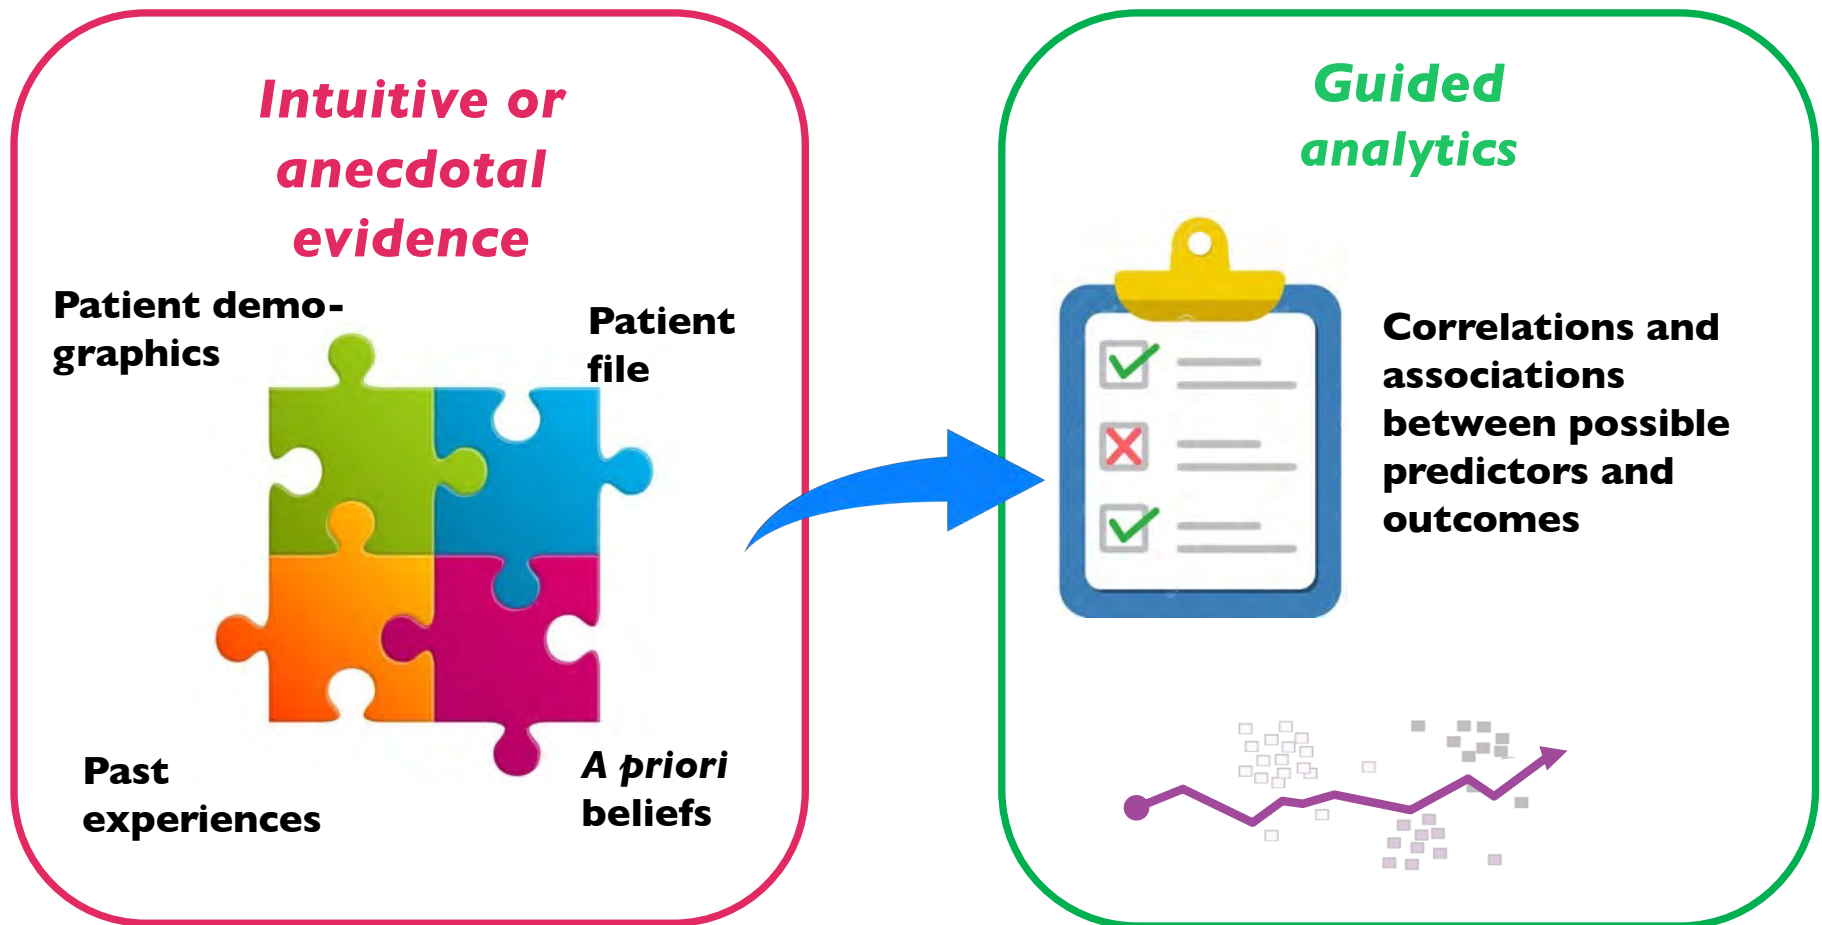 Intuitive or
anecdotal
evidence
Patient demo-
graphics
Patient
file
Past
experiences
A priori
beliefs
Guided
analytics
Correlations and
associations
between possible
predictors and
outcomes